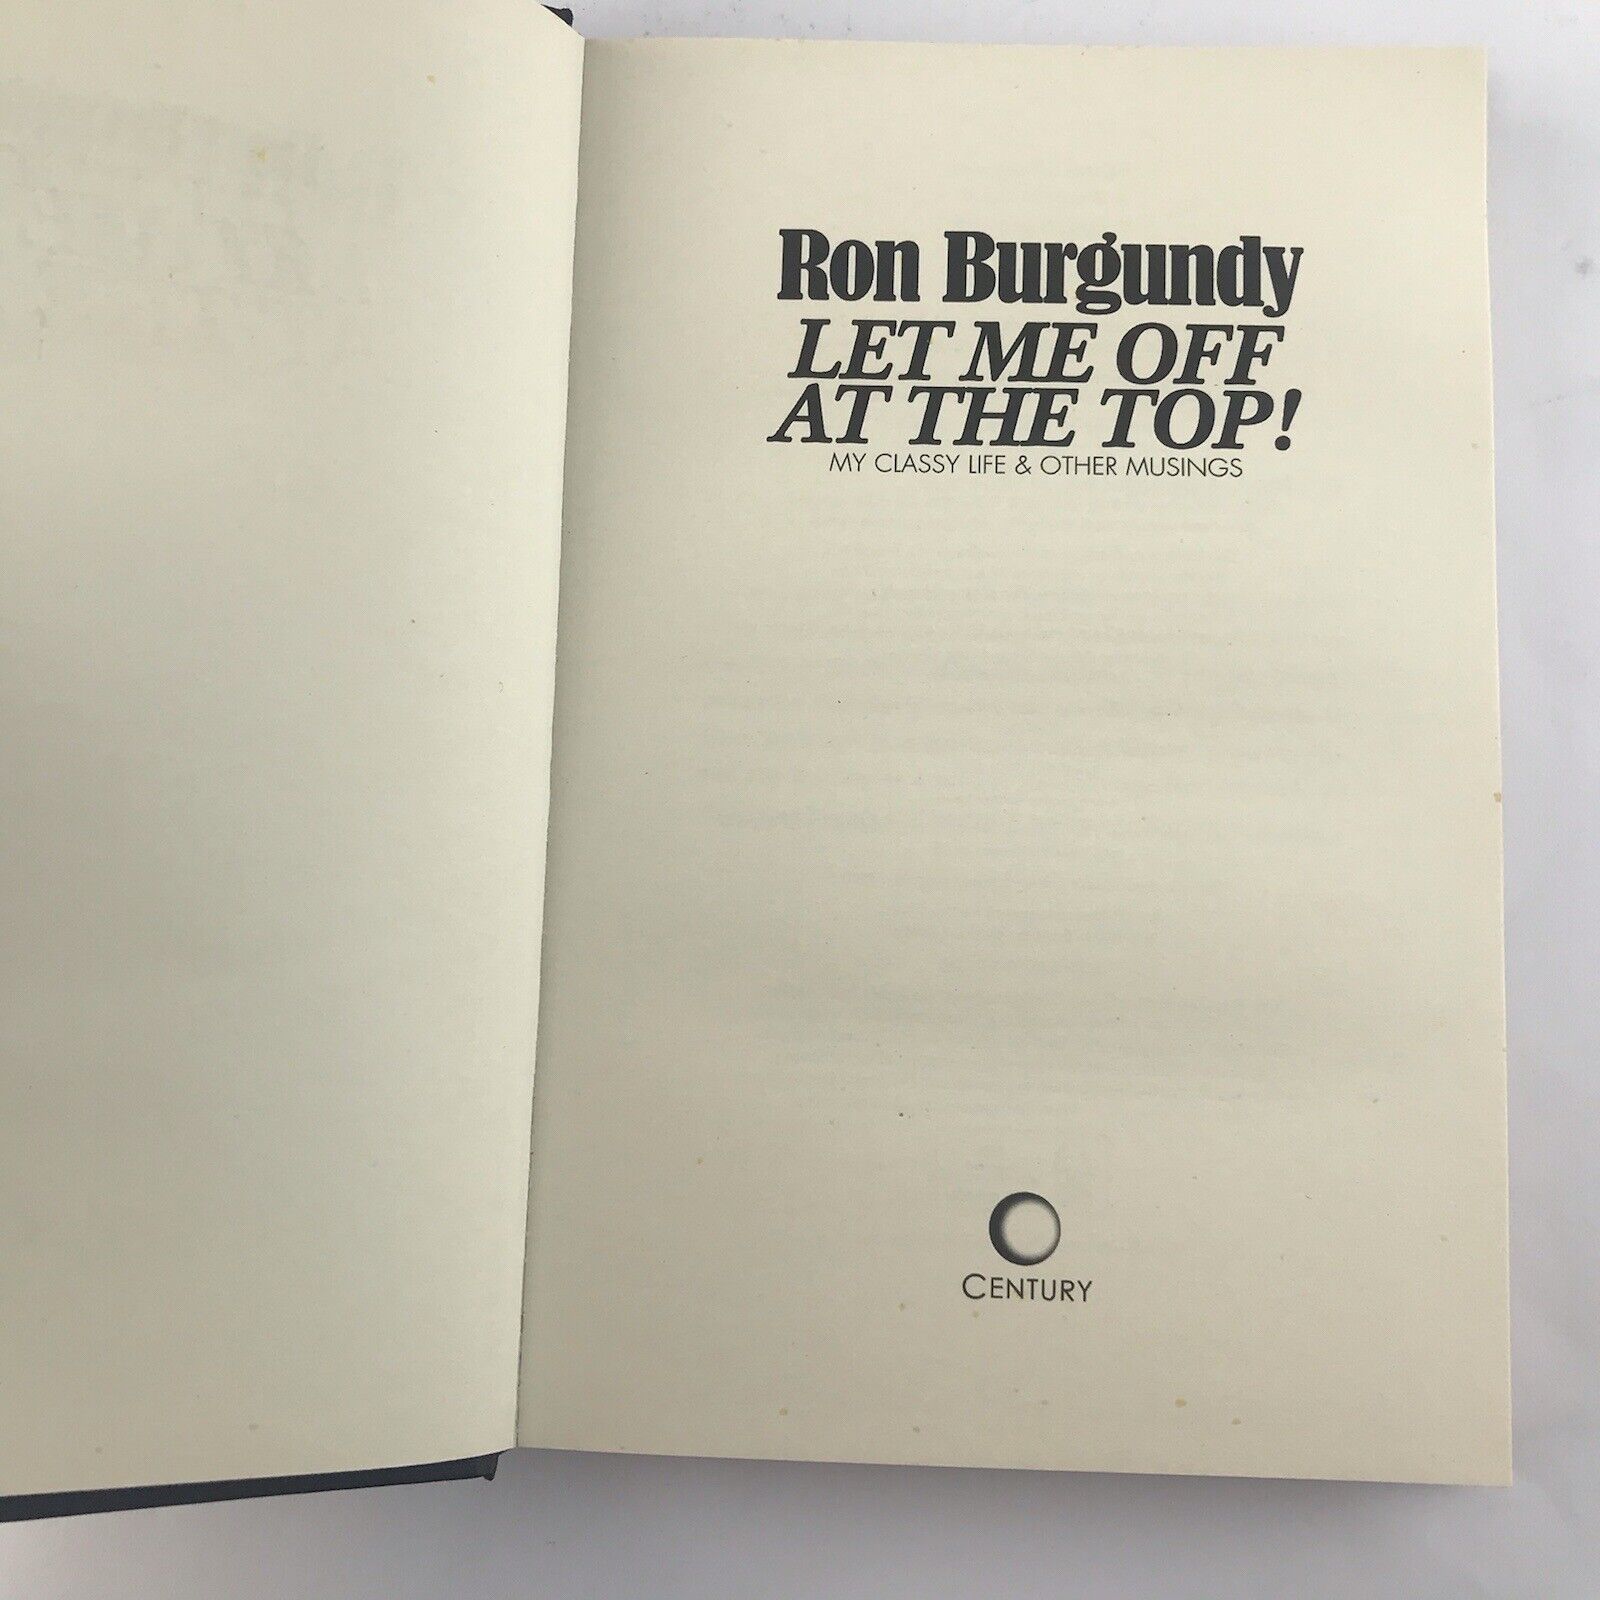 Ron Burgundy
LET ME OFF
AT THE TOP!
MY CLASSY LIFE & OTHER MUSINGS
CENTURY